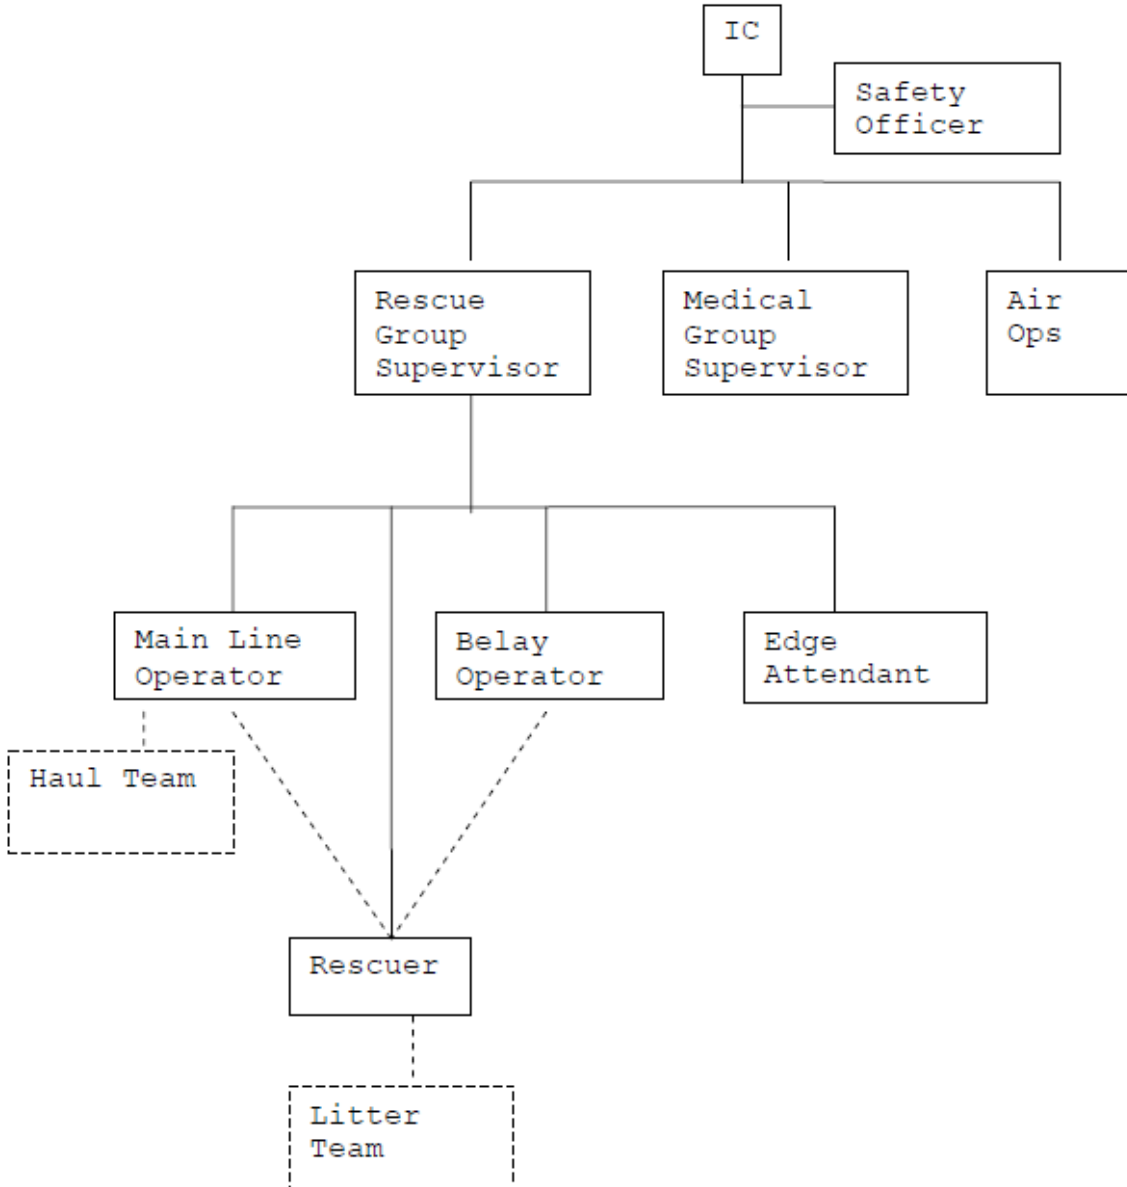 IC
Safety
Officer
Rescue
Group
Supervisor
Medical
Group
Supervisor
Air
Ops
Main Line
Operator
Belay
Operator
Edge
Attendant
Haul Team
Rescuer
Litter
Team